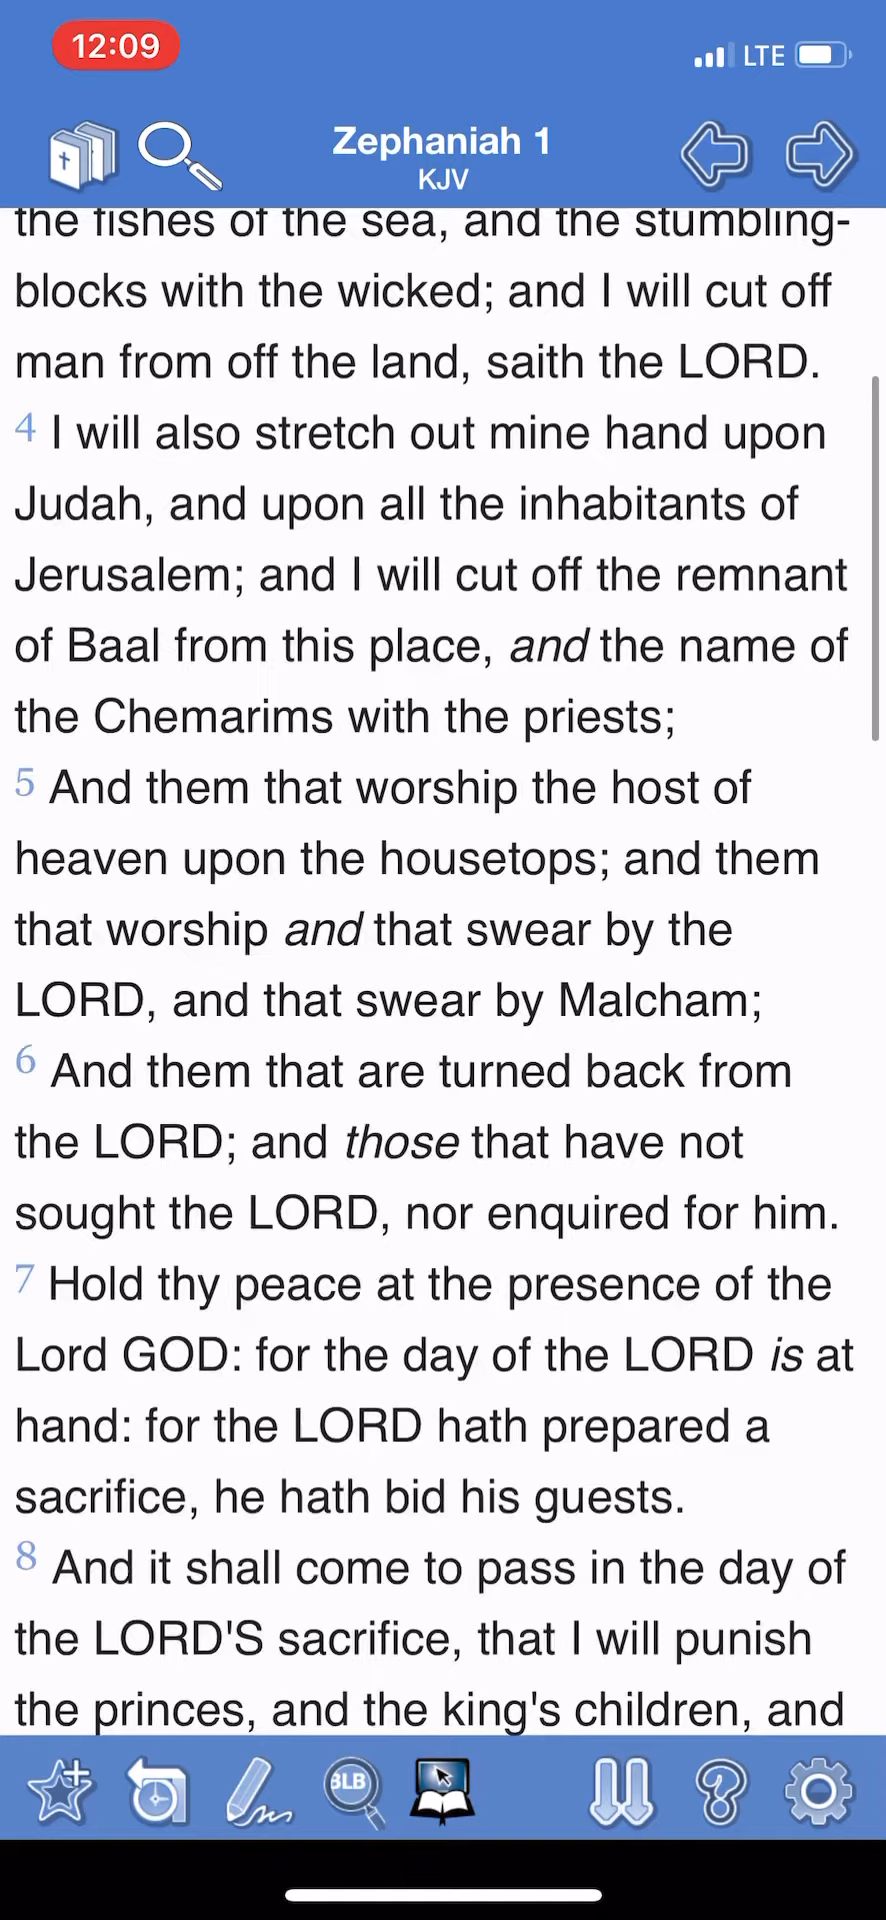 12:09
LTE
Zephaniah 1
KJV
the fishes of the sea, and the stumbling-
blocks with the wicked; and I will cut off
man from off the land, saith the LORD.
4 I will also stretch out mine hand upon
Judah, and upon all the inhabitants of
Jerusalem; and I will cut off the remnant
of Baal from this place, and the name of
the Chemarims with the priests;
5 And them that worship the host of
heaven upon the housetops; and them
that worship and that swear by the
LORD, and that swear by Malcham;
6 And them that are turned back from
the LORD; and those that have not
sought the LORD, nor enquired for him.
7 Hold thy peace at the presence of the
Lord GOD: for the day of the LORD is at
hand: for the LORD hath prepared a
sacrifice, he hath bid his guests.
8 And it shall come to pass in the day of
the LORD'S sacrifice, that I will punish
the princes, and the king's children, and
BLB